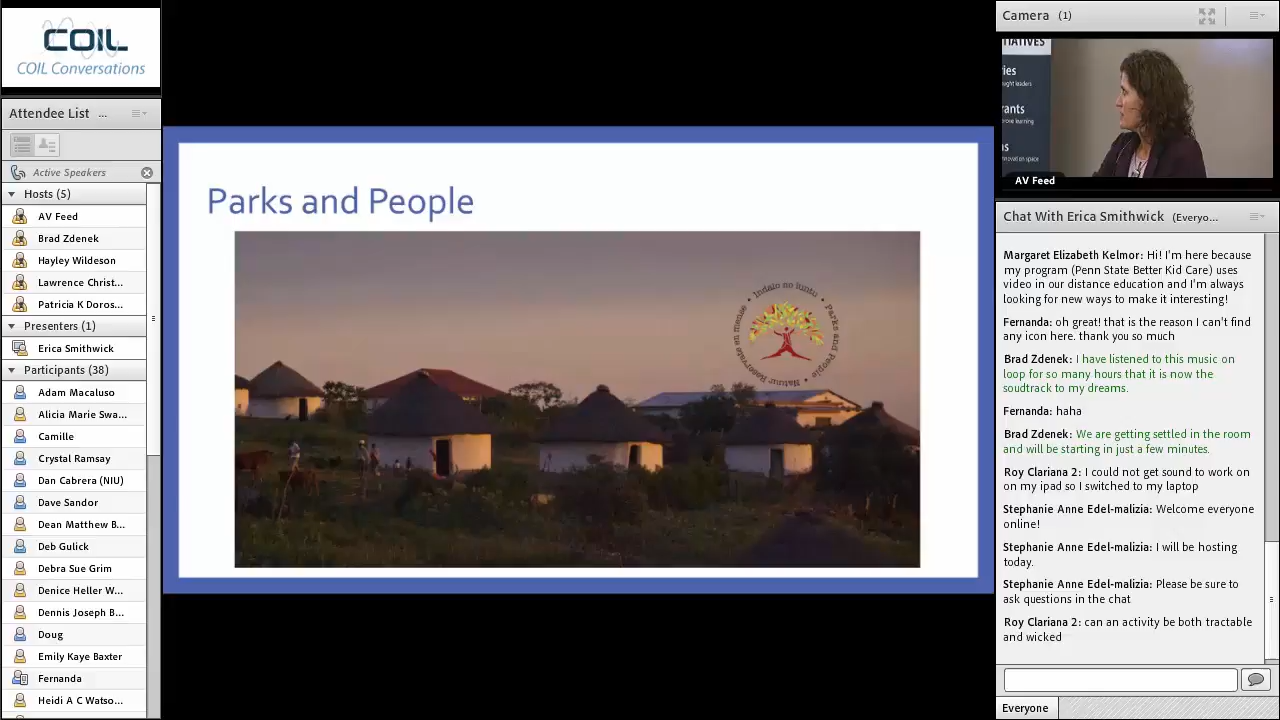 COIL
COIL Conversations
Attendee List ...
Active Speakers
Hosts (5)
AV Feed
Brad Zdenek
Hayley Wildeson
Lawrence Christ...
Patricia K Doros...
Presenters (1)
Erica Smithwick
Participants (38)
Adam Macaluso
Alicia Marie Swa...
Camille
Crystal Ramsay
Dan Cabrera (NIU)
Dave Sandor
Dean Matthew B...
Deb Gulick
Debra Sue Grim
Denice Heller W...
Dennis Joseph B...
Doug
Emily Kaye Baxter
Fernanda
Heidi A C Watso...
Parks and People
Indalo no luntu • Parks and People • Natuur Reservate en mense •
Camera (1)
AV Feed
Chat With Erica Smithwick (Everyo...
Margaret Elizabeth Kelmor: Hi! I'm here because
my program (Penn State Better Kid Care) uses
video in our distance education and I'm always
looking for new ways to make it interesting!
Fernanda: oh great! that is the reason I can't find
any icon here. thank you so much
Brad Zdenek: I have listened to this music on
loop for so many hours that it is now the
soudtrack to my dreams.
Fernanda: haha
Brad Zdenek: We are getting settled in the room
and will be starting in just a few minutes.
Roy Clariana 2: I could not get sound to work on
on my ipad so I switched to my laptop
Stephanie Anne Edel-malizia: Welcome everyone
online!
Stephanie Anne Edel-malizia: I will be hosting
today.
Stephanie Anne Edel-malizia: Please be sure to
ask questions in the chat
Roy Clariana 2: can an activity be both tractable
and wicked
Everyone